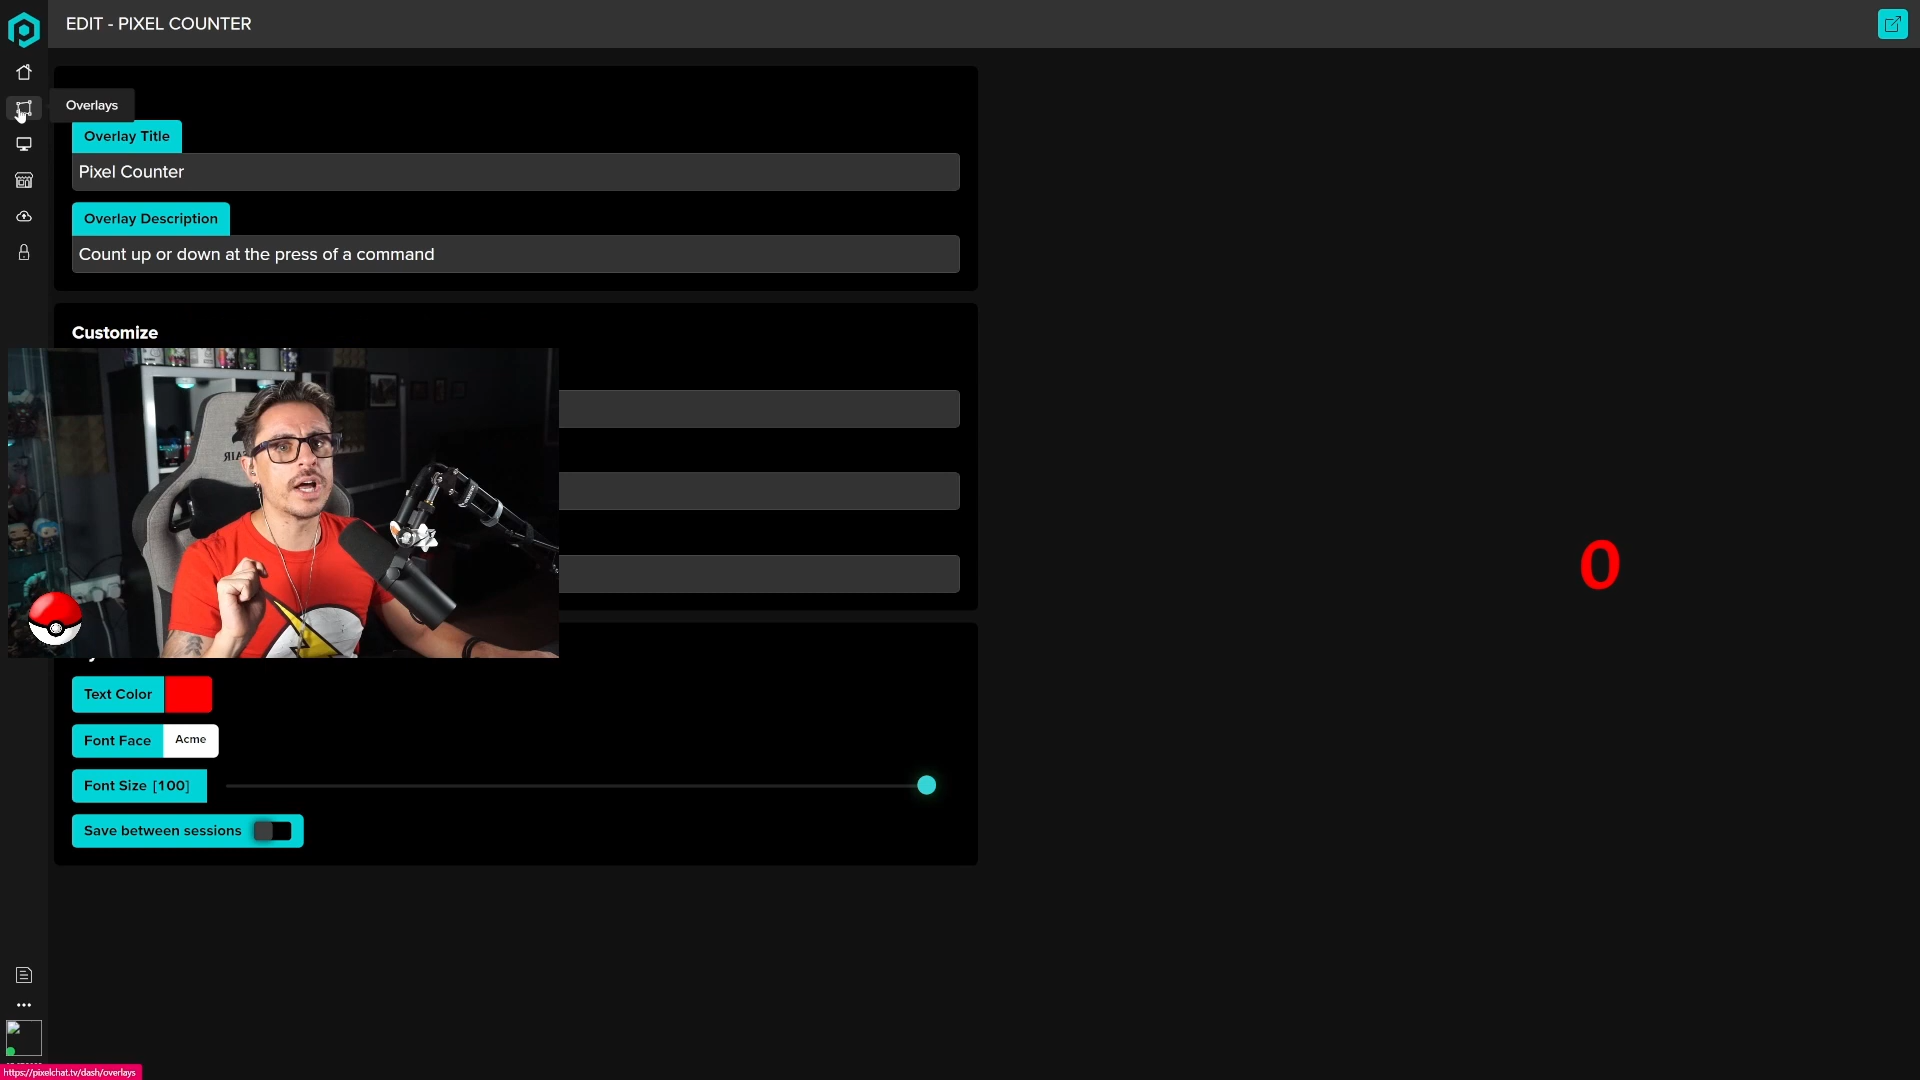 EDIT - PIXEL COUNTER
Overlays
Overlay Title
Pixel Counter
Overlay Description
Count up or down at the press of a command
Customize
0
Text Color
Font Face
Acme
Font Size [100]
Save between sessions
https://pixelchat.tv/dash/overlays